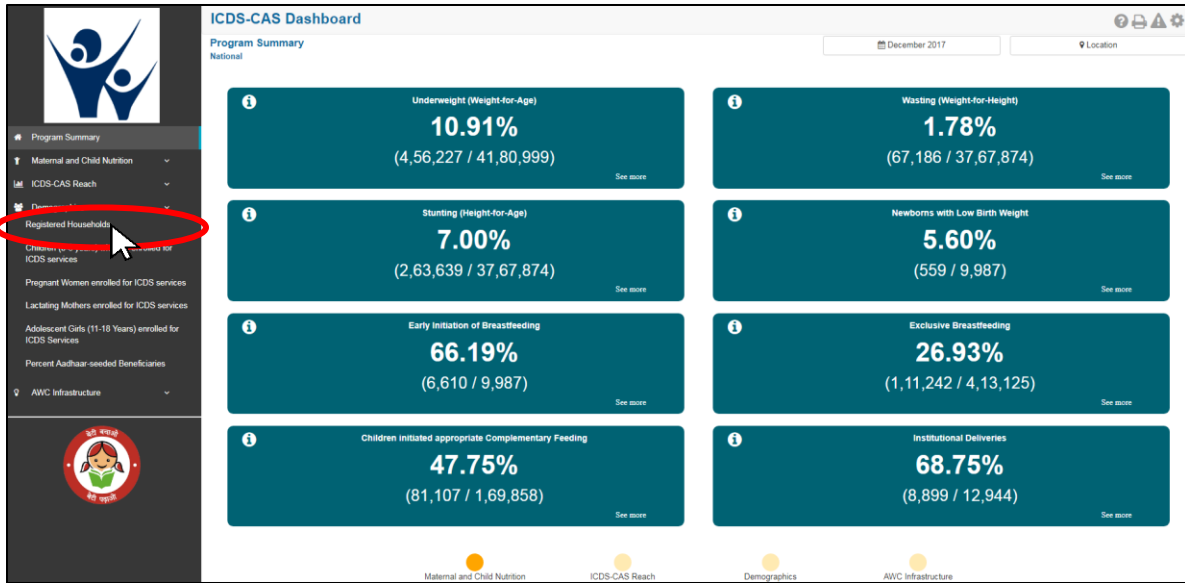 ICDS-CAS Dashboard
Program Summary
National
December 2017
Location
Program Summary
Maternal and Child Nutrition
ICDS-CAS Reach
Registered Households
Children enrolled for
ICDS services
Pregnant Women enrolled for ICDS services
Lactating Mothers enrolled for ICDS services
Adolescent Girls (11-18 Years) enrolled for
ICDS Services
Percent Aadhaar-seeded Beneficiaries
AWC Infrastructure
बेटी बचाओ
बेटी पढ़ाओ
Underweight (Weight-for-Age)
10.91%
(4,56,227 / 41,80,999)
See more
Wasting (Weight-for-Height)
1.78%
(67,186 / 37,67,874)
See more
Stunting (Height-for-Age)
7.00%
(2,63,639 / 37,67,874)
See more
Newborns with Low Birth Weight
5.60%
(559 / 9,987)
See more
Early Initiation of Breastfeeding
66.19%
(6,610 / 9,987)
See more
Exclusive Breastfeeding
26.93%
(1,11,242 / 4,13,125)
See more
Children initiated appropriate Complementary Feeding
47.75%
(81,107 / 1,69,858)
See more
Institutional Deliveries
68.75%
(8,899 / 12,944)
See more
Maternal and Child Nutrition
ICDS-CAS Reach
Demographics
AWC Infrastructure